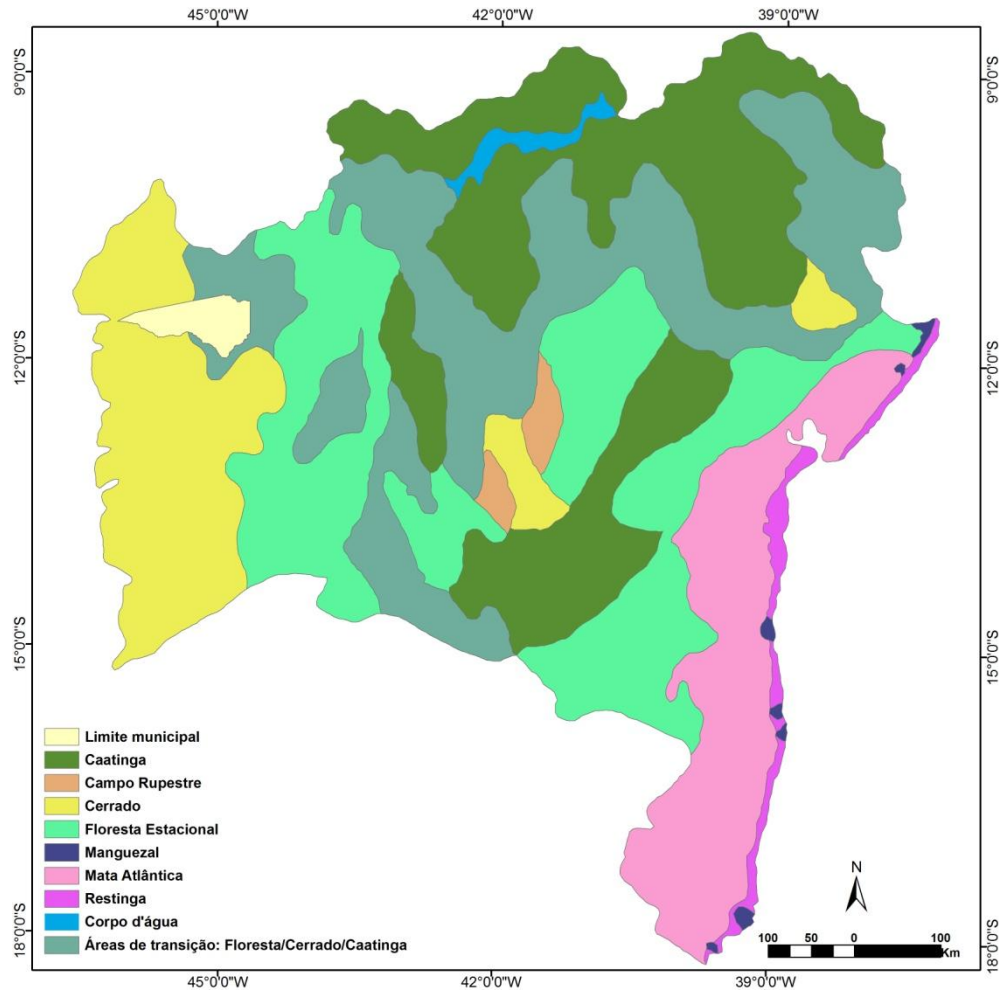 45°0'0"W 42°0'0"W 39°0'0"W
9°0'0"S 9°0'0"S
12°0'0"S 12°0'0"S
15°0'0"S 15°0'0"S
Limite municipal
Caatinga
Campo Rupestre
Cerrado
Floresta Estacional
Manguezal
Mata Atlântica
Restinga
Corpo d'água
Áreas de transição: Floresta/Cerrado/Caatinga
N
100 50 0 100
Km
18°0'0"S 18°0'0"S
45°0'0"W 42°0'0"W 39°0'0"W